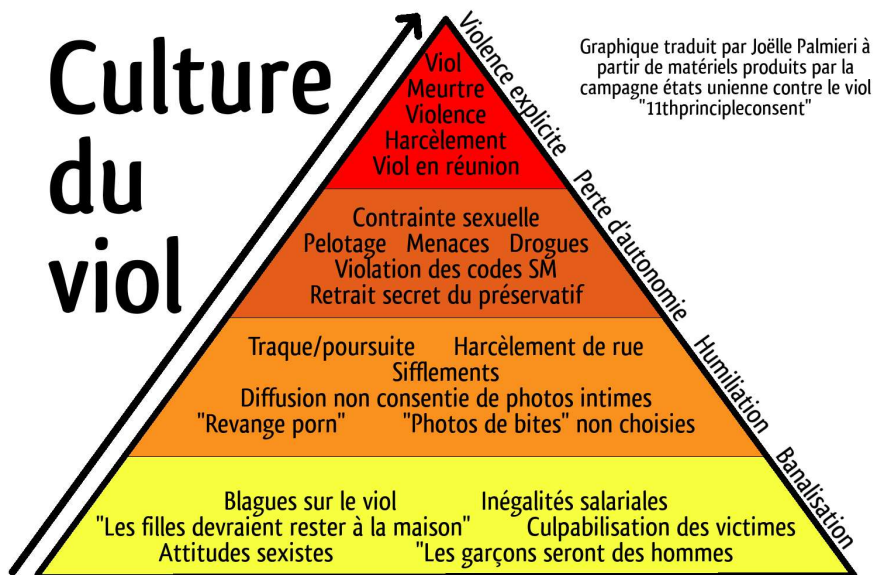 Culture
du
viol
Graphique traduit par Joëlle Palmieri à
partir de matériels produits par la
campagne états unienne contre le viol
"11thprincipleconsent"
Violence explicite
Viol
Meurtre
Violence
Harcèlement
Viol en réunion
Perte d'autonomie
Contrainte sexuelle
Pelotage Menaces Drogues
Violation des codes SM
Retrait secret du préservatif
Humiliation
Traque/poursuite Harcèlement de rue
Sifflements
Diffusion non consentie de photos intimes
"Revange porn" "Photos de bites" non choisies
Banalisation
Blagues sur le viol Inégalités salariales
"Les filles devraient rester à la maison" Culpabilisation des victimes
Attitudes sexistes "Les garçons seront des hommes